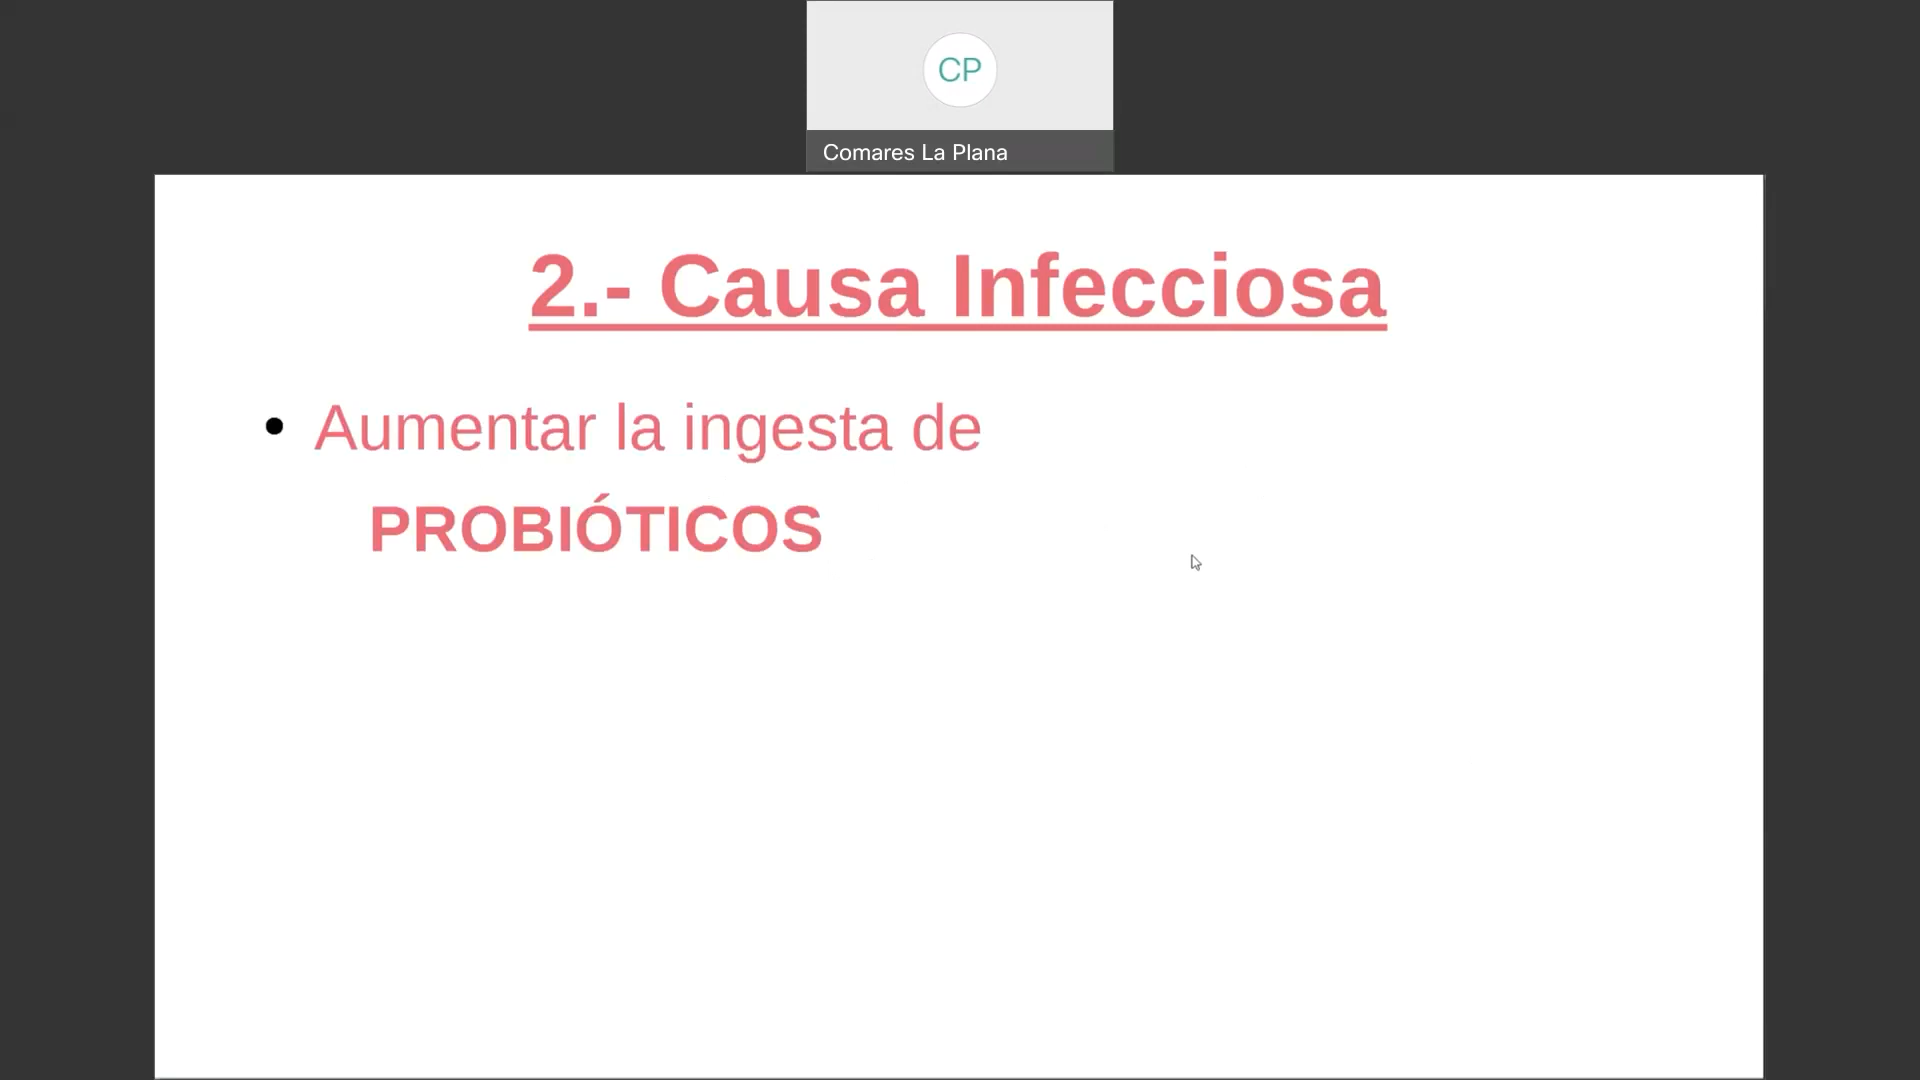 CP
Comares La Plana
2.- Causa Infecciosa
• Aumentar la ingesta de
PROBIÓTICOS